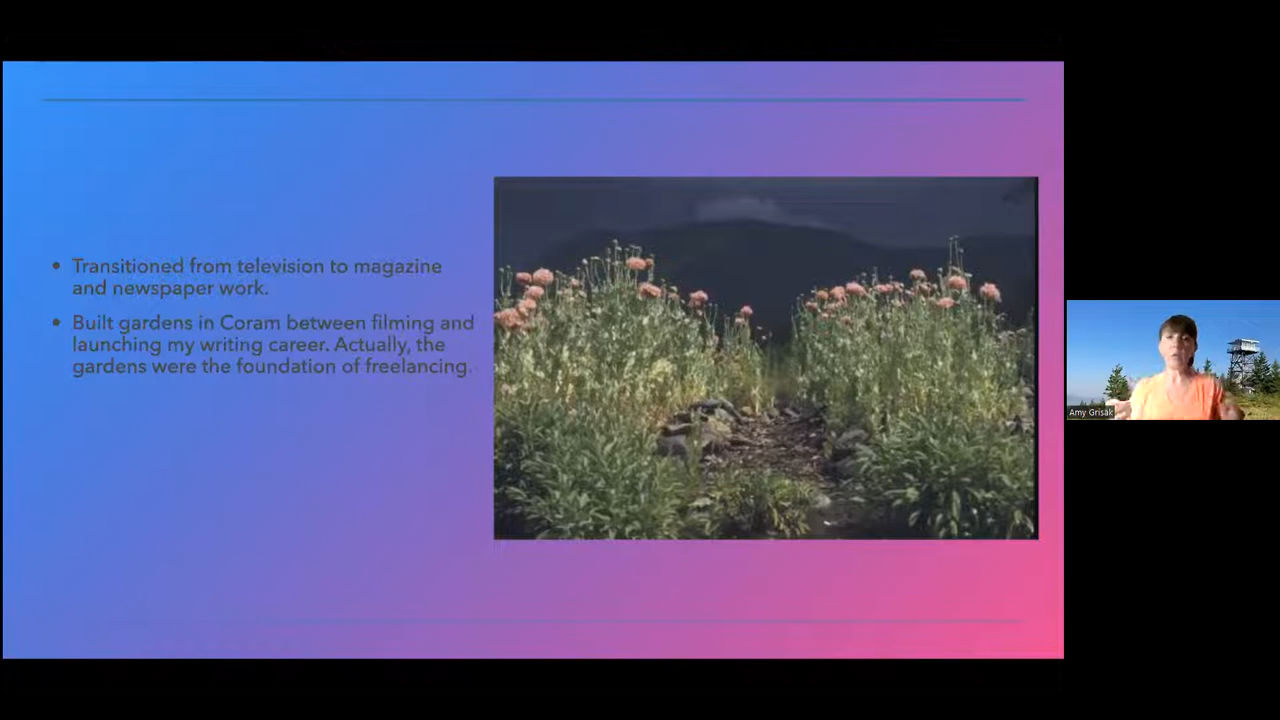 • Transitioned from television to magazine
and newspaper work.
• Built gardens in Coram between filming and
launching my writing career. Actually, the
gardens were the foundation of freelancing.
Amy Grisak